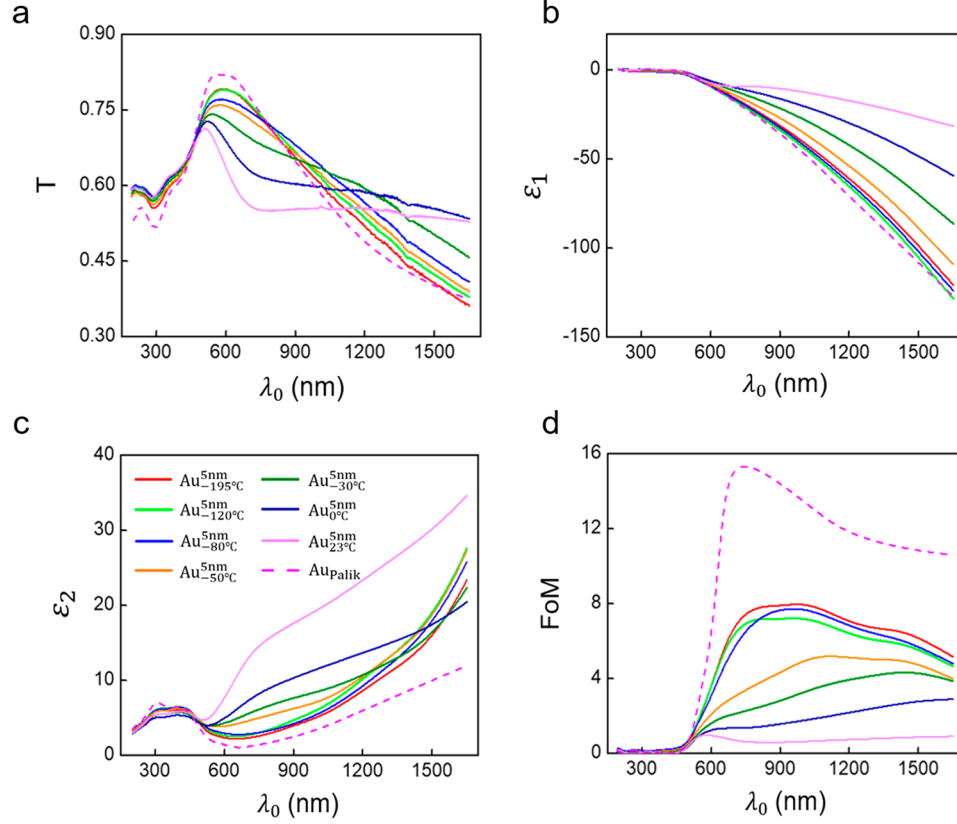 a
0.90
0.75
0.60
0.45
0.30
T
300 600 900 1200 1500
λ₀ (nm)
b
0
-50
-100
-150
ε₁
300 600 900 1200 1500
λ₀ (nm)
c
40
30
20
10
0
ε₂
Au⁵ⁿᵐ₋₁₉₅℃
Au⁵ⁿᵐ₋₁₂₀℃
Au⁵ⁿᵐ₋₈₀℃
Au⁵ⁿᵐ₋₅₀℃
Au⁵ⁿᵐ₋₃₀℃
Au⁵ⁿᵐ₀℃
Au⁵ⁿᵐ₂₃℃
Au_Palik
300 600 900 1200 1500
λ₀ (nm)
d
16
12
8
4
0
FoM
300 600 900 1200 1500
λ₀ (nm)